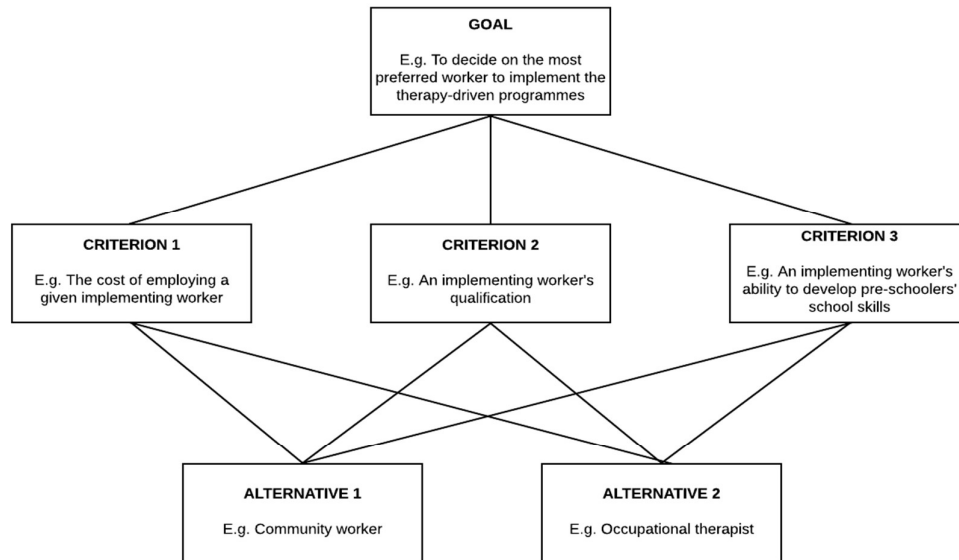 GOAL
E.g. To decide on the most
preferred worker to implement the
therapy-driven programmes
CRITERION 1
E.g. The cost of employing a
given implementing worker
CRITERION 2
E.g. An implementing worker's
qualification
CRITERION 3
E.g. An implementing worker's
ability to develop pre-schoolers'
school skills
ALTERNATIVE 1
E.g. Community worker
ALTERNATIVE 2
E.g. Occupational therapist